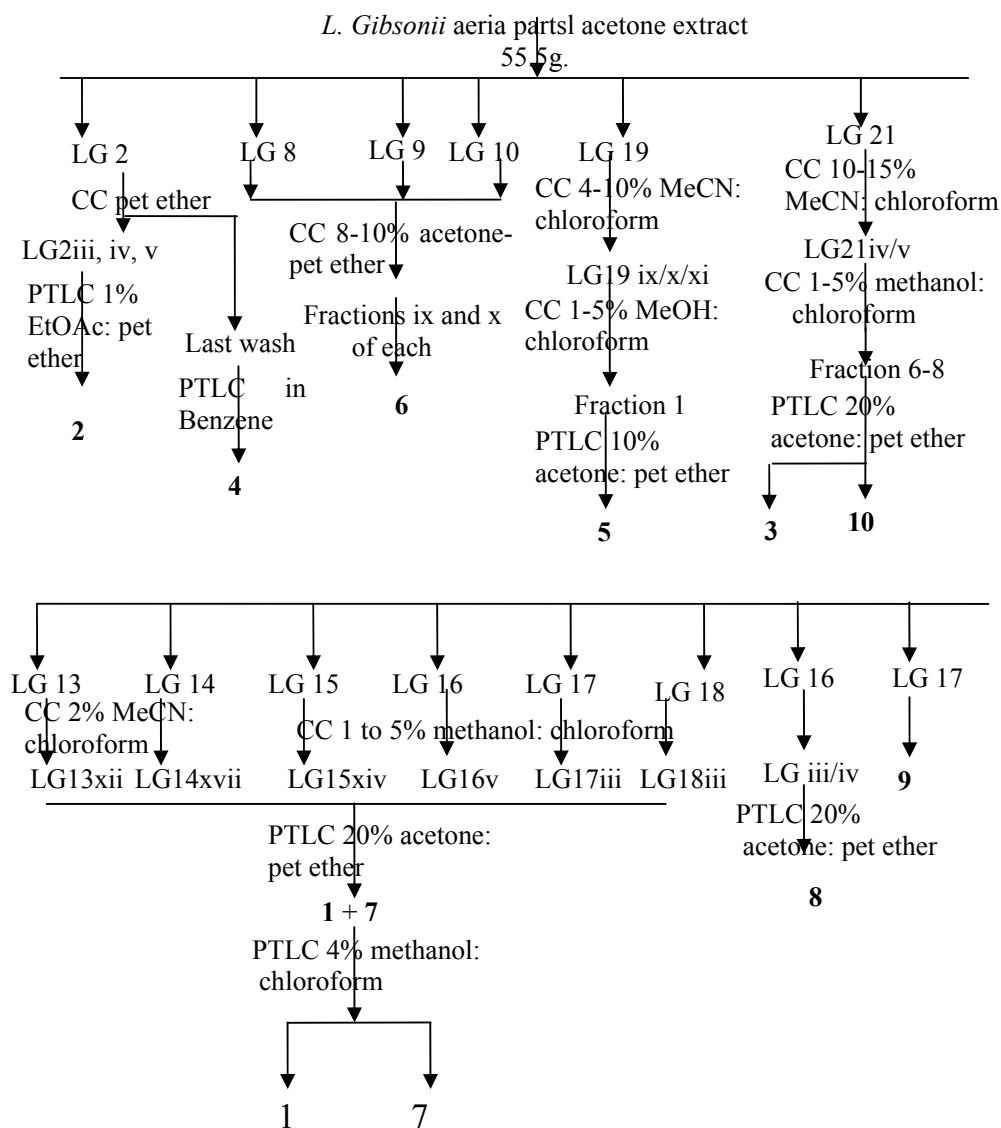 L. Gibsonii aeria partsl acetone extract
55.5g.
LG 2
CC pet ether
LG2iii, iv, v
PTLC 1%
EtOAc: pet
ether
2
Last wash
PTLC in
Benzene
4
LG 8
LG 9
LG 10
CC 8-10% acetone-
pet ether
Fractions ix and x
of each
6
LG 19
CC 4-10% MeCN:
chloroform
LG19 ix/x/xi
CC 1-5% MeOH:
chloroform
Fraction 1
PTLC 10%
acetone: pet ether
5
LG 21
CC 10-15%
MeCN: chloroform
LG21iv/v
CC 1-5% methanol:
chloroform
Fraction 6-8
PTLC 20%
acetone: pet ether
3
10
LG 13
LG 14
LG 15
LG 16
LG 17
LG 18
LG 16
LG 17
CC 2% MeCN:
chloroform
CC 1 to 5% methanol: chloroform
LG13xii
LG14xvii
LG15xiv
LG16v
LG17iii
LG18iii
LG iii/iv
9
PTLC 20%
acetone: pet ether
8
PTLC 20% acetone:
pet ether
1 + 7
PTLC 4% methanol:
chloroform
1
7